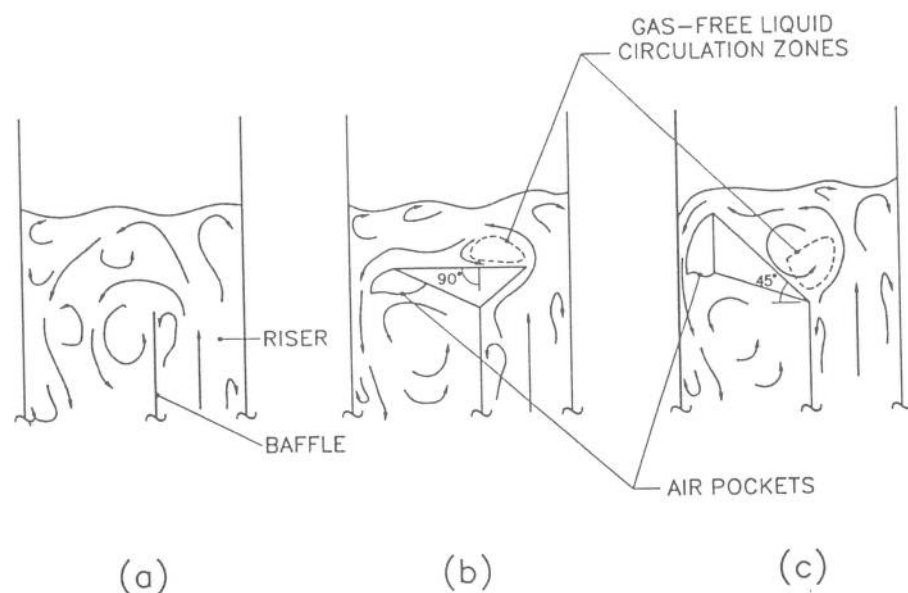 GAS-FREE LIQUID
CIRCULATION ZONES
90°
45°
RISER
BAFFLE
AIR POCKETS
(a)
(b)
(c)